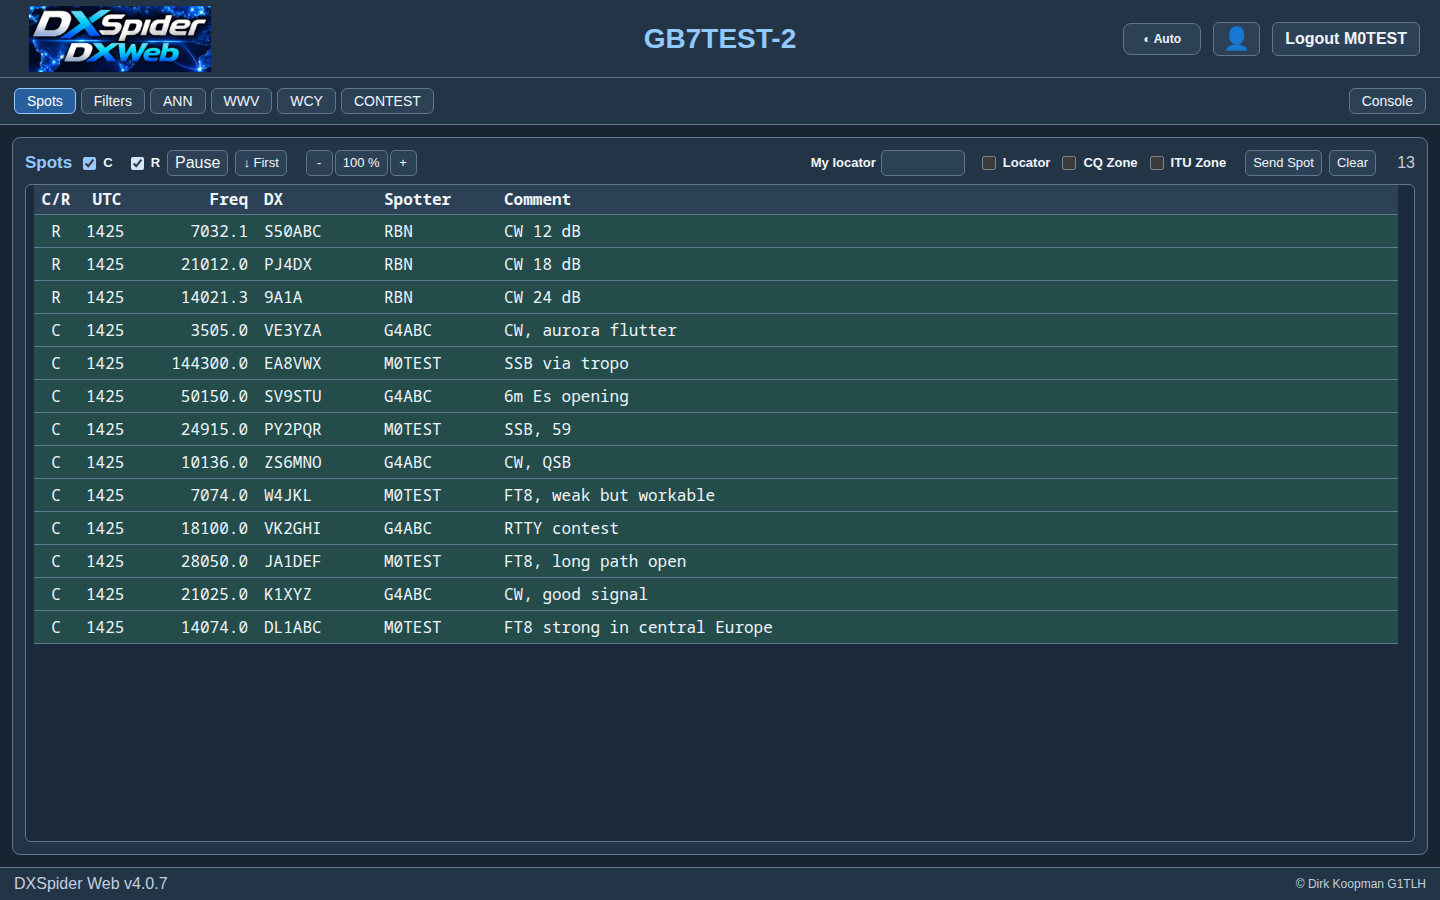 DXSpider
DXWeb
GB7TEST-2
Auto
Logout M0TEST
Spots Filters ANN WWV WCY CONTEST Console
Spots C R Pause ↓ First - 100 % + My locator Locator CQ Zone ITU Zone Send Spot Clear 13
C/R UTC Freq DX Spotter Comment
R 1425 7032.1 S50ABC RBN CW 12 dB
R 1425 21012.0 PJ4DX RBN CW 18 dB
R 1425 14021.3 9A1A RBN CW 24 dB
C 1425 3505.0 VE3YZA G4ABC CW, aurora flutter
C 1425 144300.0 EA8VWX M0TEST SSB via tropo
C 1425 50150.0 SV9STU G4ABC 6m Es opening
C 1425 24915.0 PY2PQR M0TEST SSB, 59
C 1425 10136.0 ZS6MNO G4ABC CW, QSB
C 1425 7074.0 W4JKL M0TEST FT8, weak but workable
C 1425 18100.0 VK2GHI G4ABC RTTY contest
C 1425 28050.0 JA1DEF M0TEST FT8, long path open
C 1425 21025.0 K1XYZ G4ABC CW, good signal
C 1425 14074.0 DL1ABC M0TEST FT8 strong in central Europe
DXSpider Web v4.0.7 © Dirk Koopman G1TLH